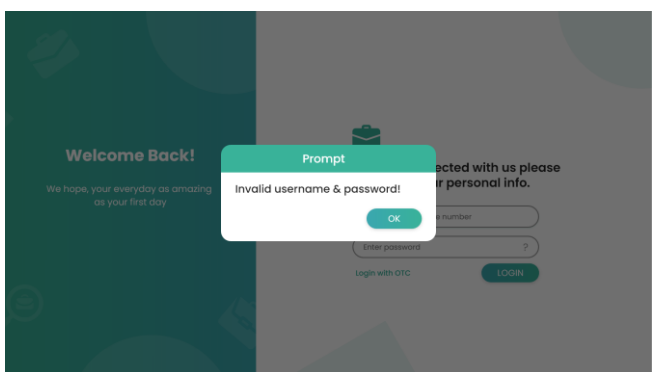 Welcome Back!
We hope, your everyday as amazing
as your first day
Prompt
Invalid username & password!
OK
ected with us please
r personal info.
number
Enter password
?
Login with OTC
LOGIN